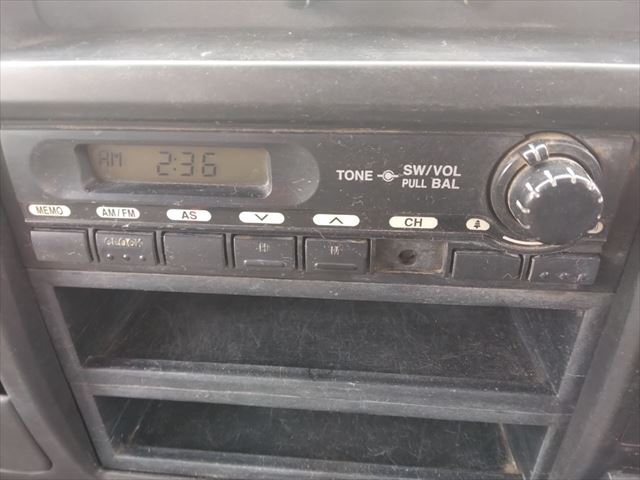 AM 2:36
TONE SW/VOL
PULL BAL
MEMO AM/FM AS CH
CLOCK H M